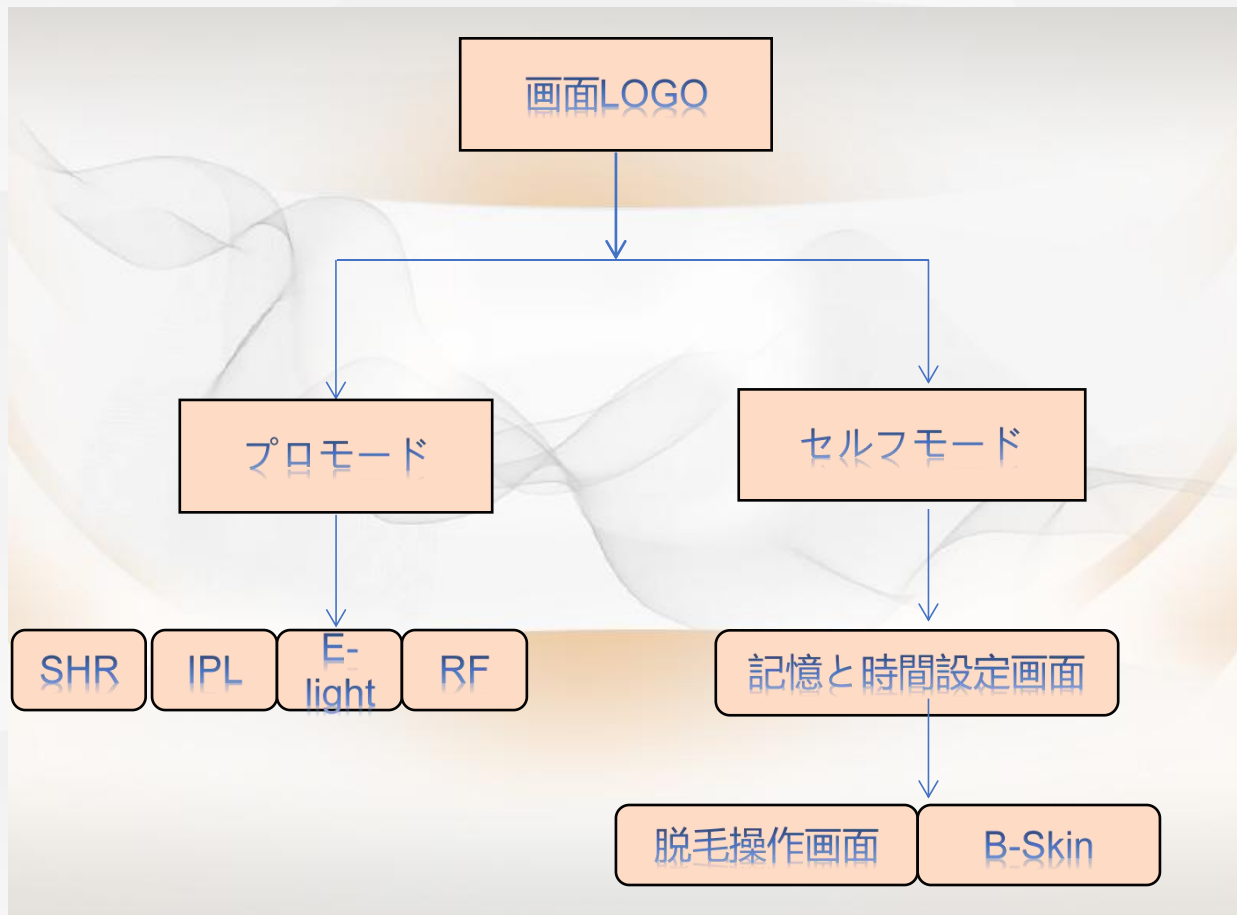 画面LOGO
プロモード
セルフモード
SHR
IPL
E-
light
RF
記憶と時間設定画面
脱毛操作画面
B-Skin